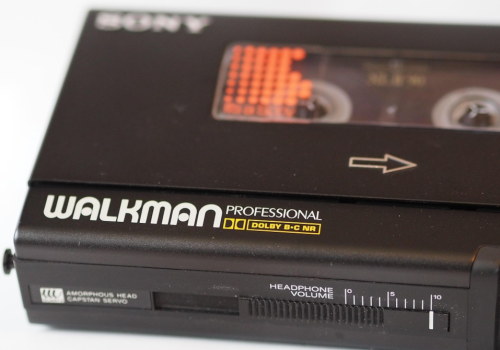 SONY
WALKMAN PROFESSIONAL
DOLBY B•C NR
AMORPHOUS HEAD
CAPSTAN SERVO
HEADPHONE
VOLUME
0 5 10